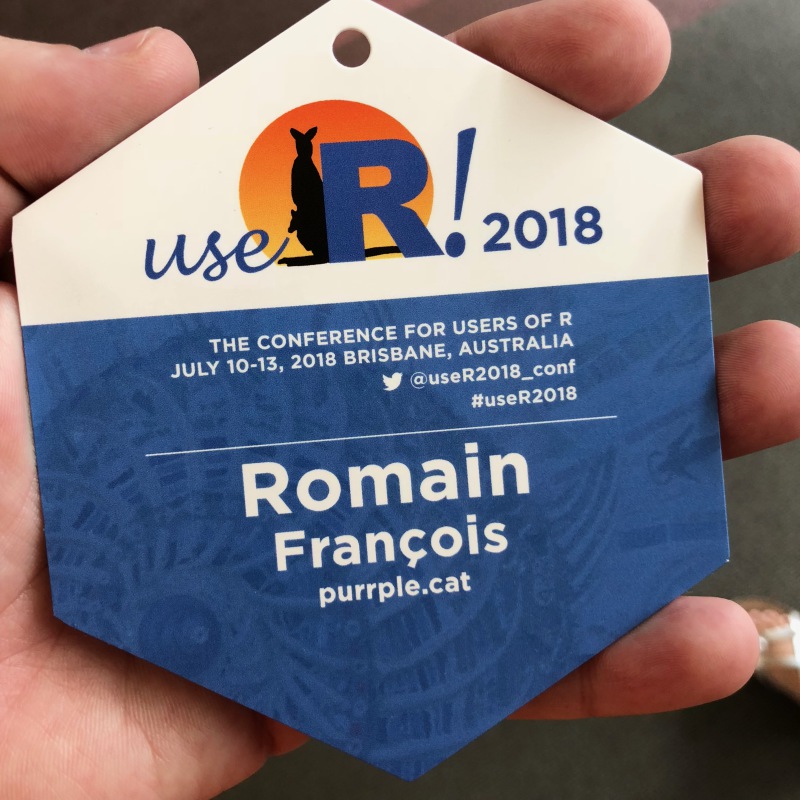 useR! 2018
THE CONFERENCE FOR USERS OF R
JULY 10-13, 2018 BRISBANE, AUSTRALIA
@useR2018_conf
#useR2018
Romain
François
purrple.cat